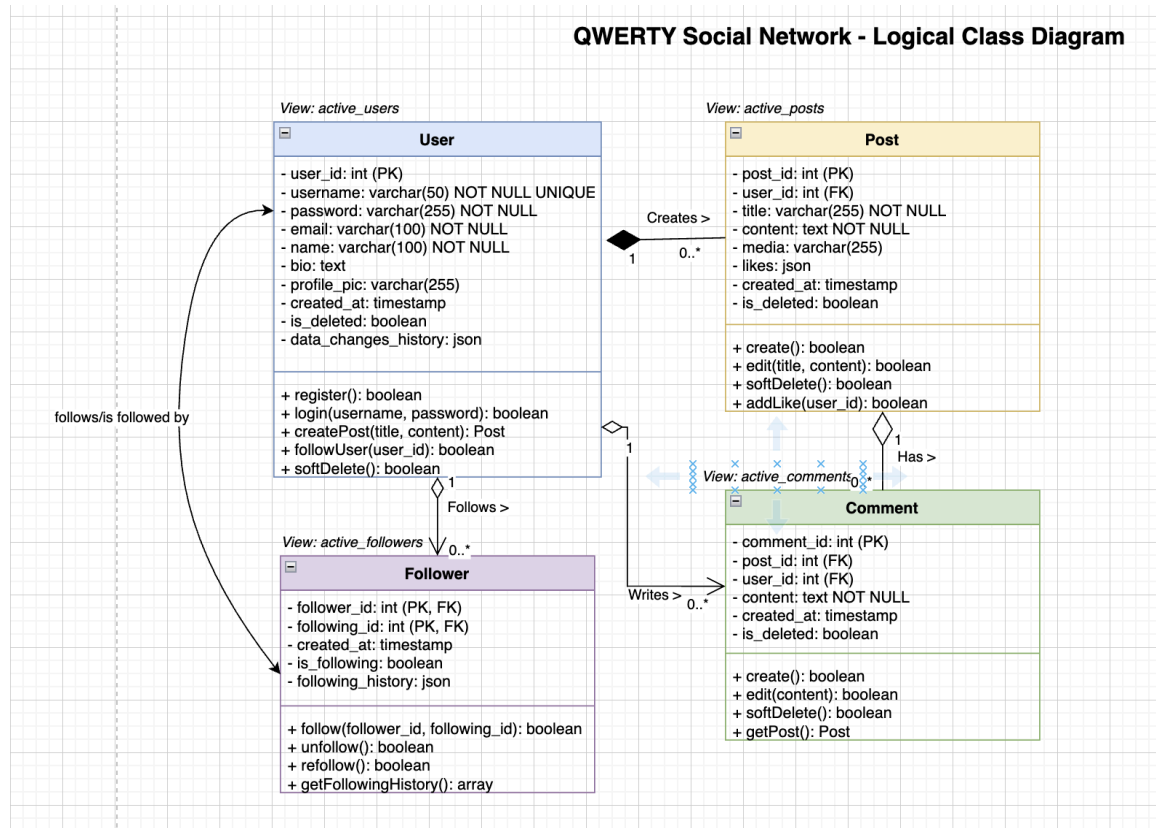 QWERTY Social Network - Logical Class Diagram
View: active_users
User
- user_id: int (PK)
- username: varchar(50) NOT NULL UNIQUE
- password: varchar(255) NOT NULL
- email: varchar(100) NOT NULL
- name: varchar(100) NOT NULL
- bio: text
- profile_pic: varchar(255)
- created_at: timestamp
- is_deleted: boolean
- data_changes_history: json
+ register(): boolean
+ login(username, password): boolean
+ createPost(title, content): Post
+ followUser(user_id): boolean
+ softDelete(): boolean
Creates >
1
0..*
View: active_posts
Post
- post_id: int (PK)
- user_id: int (FK)
- title: varchar(255) NOT NULL
- content: text NOT NULL
- media: varchar(255)
- likes: json
- created_at: timestamp
- is_deleted: boolean
+ create(): boolean
+ edit(title, content): boolean
+ softDelete(): boolean
+ addLike(user_id): boolean
follows/is followed by
1
Follows >
0..*
1
Writes >
0..*
1
Has >
0..*
View: active_followers
Follower
- follower_id: int (PK, FK)
- following_id: int (PK, FK)
- created_at: timestamp
- is_following: boolean
- following_history: json
+ follow(follower_id, following_id): boolean
+ unfollow(): boolean
+ refollow(): boolean
+ getFollowingHistory(): array
View: active_comments
Comment
- comment_id: int (PK)
- post_id: int (FK)
- user_id: int (FK)
- content: text NOT NULL
- created_at: timestamp
- is_deleted: boolean
+ create(): boolean
+ edit(content): boolean
+ softDelete(): boolean
+ getPost(): Post